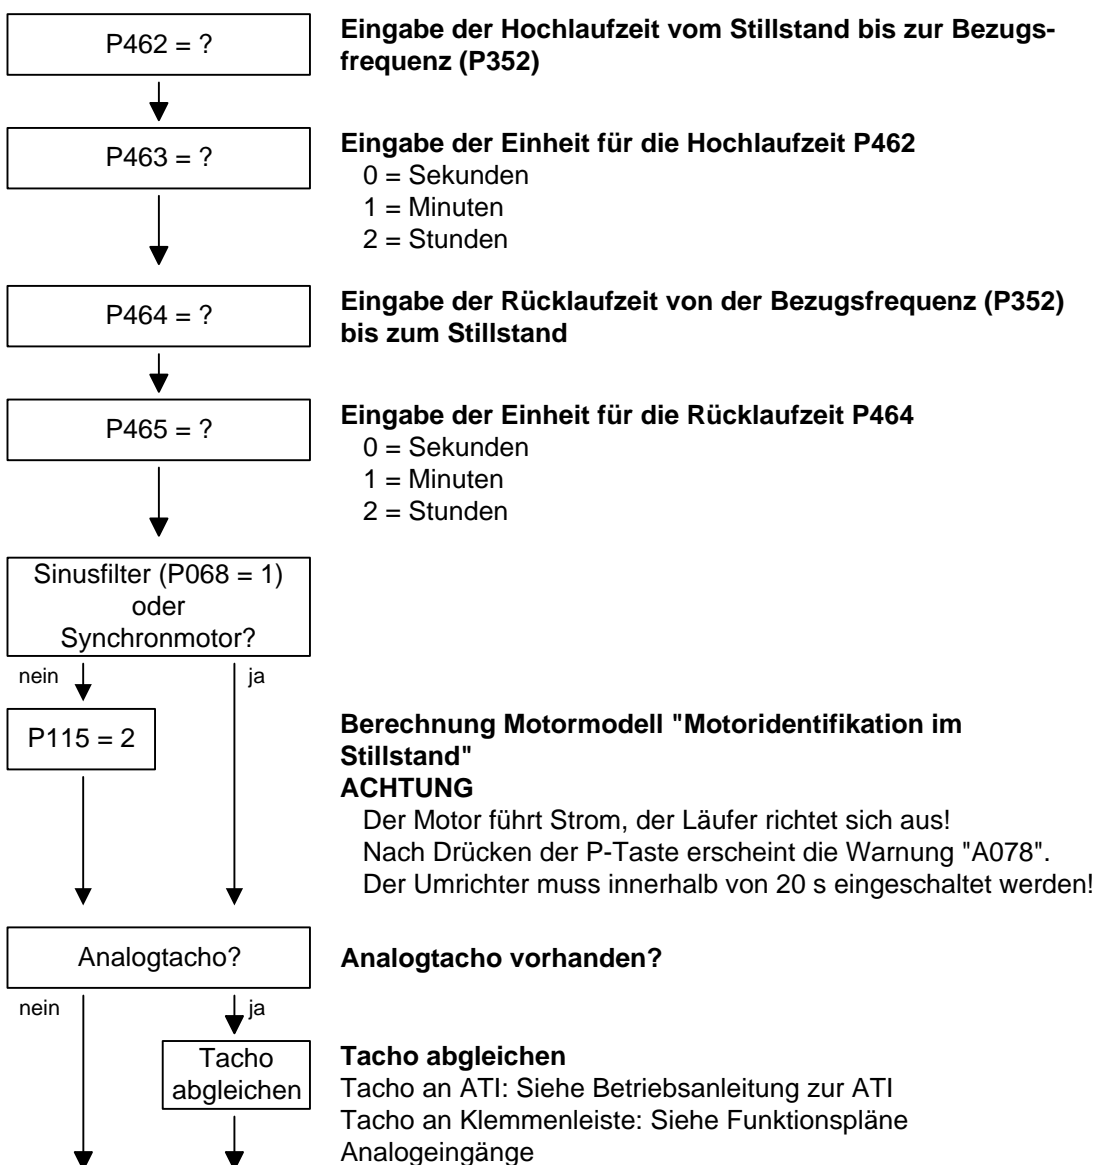 P462 = ?
Eingabe der Hochlaufzeit vom Stillstand bis zur Bezugs-
frequenz (P352)
P463 = ?
Eingabe der Einheit für die Hochlaufzeit P462
0 = Sekunden
1 = Minuten
2 = Stunden
P464 = ?
Eingabe der Rücklaufzeit von der Bezugsfrequenz (P352)
bis zum Stillstand
P465 = ?
Eingabe der Einheit für die Rücklaufzeit P464
0 = Sekunden
1 = Minuten
2 = Stunden
Sinusfilter (P068 = 1)
oder
Synchronmotor?
nein
ja
P115 = 2
Berechnung Motormodell "Motoridentifikation im
Stillstand"
ACHTUNG
Der Motor führt Strom, der Läufer richtet sich aus!
Nach Drücken der P-Taste erscheint die Warnung "A078".
Der Umrichter muss innerhalb von 20 s eingeschaltet werden!
Analogtacho?
Analogtacho vorhanden?
nein
ja
Tacho
abgleichen
Tacho abgleichen
Tacho an ATI: Siehe Betriebsanleitung zur ATI
Tacho an Klemmenleiste: Siehe Funktionspläne
Analogeingänge